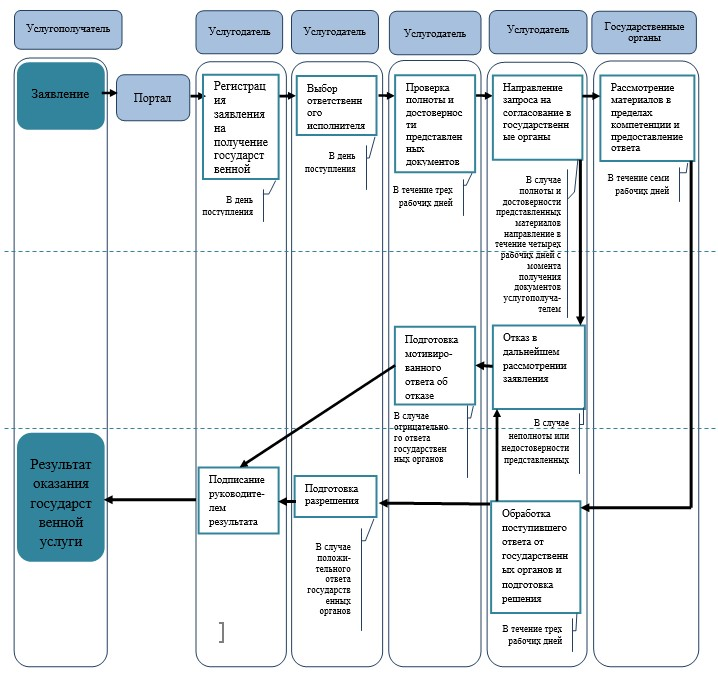 Услугополучатель
Услугодатель
Услугодатель
Услугодатель
Услугодатель
Государственные
органы
Заявление
Портал
Регистрац
ия
заявления
на
получение
государст
венной
В день
поступления
Выбор
ответственн
ого
исполнителя
В день
поступления
Проверка
полноты и
достоверно
сти
представлен
ных
документов
В течение трех
рабочих дней
Направление
запроса на
согласование в
государственн
ые органы
В случае
полноты и
достоверности
представленных
материалов
направление в
течение четырех
рабочих дней с
момента
получения
документов
услугополуча-
телем
Рассмотрение
материалов в
пределах
компетенции и
предоставление
ответа
В течение семи
рабочих дней
Подготовка
мотивиро-
ванного
ответа об
отказе
В случае
отрицательно
го ответа
государствен
ных органов
Отказ в
дальнейшем
рассмотрении
заявления
В случае
неполноты или
недостоверности
представленных
Результат
оказания
государст
венной
услуги
Подписание
руководите-
лем
результата
Подготовка
разрешения
В случае
положи-
тельного
ответа
государств
енных
органов
Обработка
поступившего
ответа от
государственн
ых органов и
подготовка
решения
В течение трех
рабочих дней
]